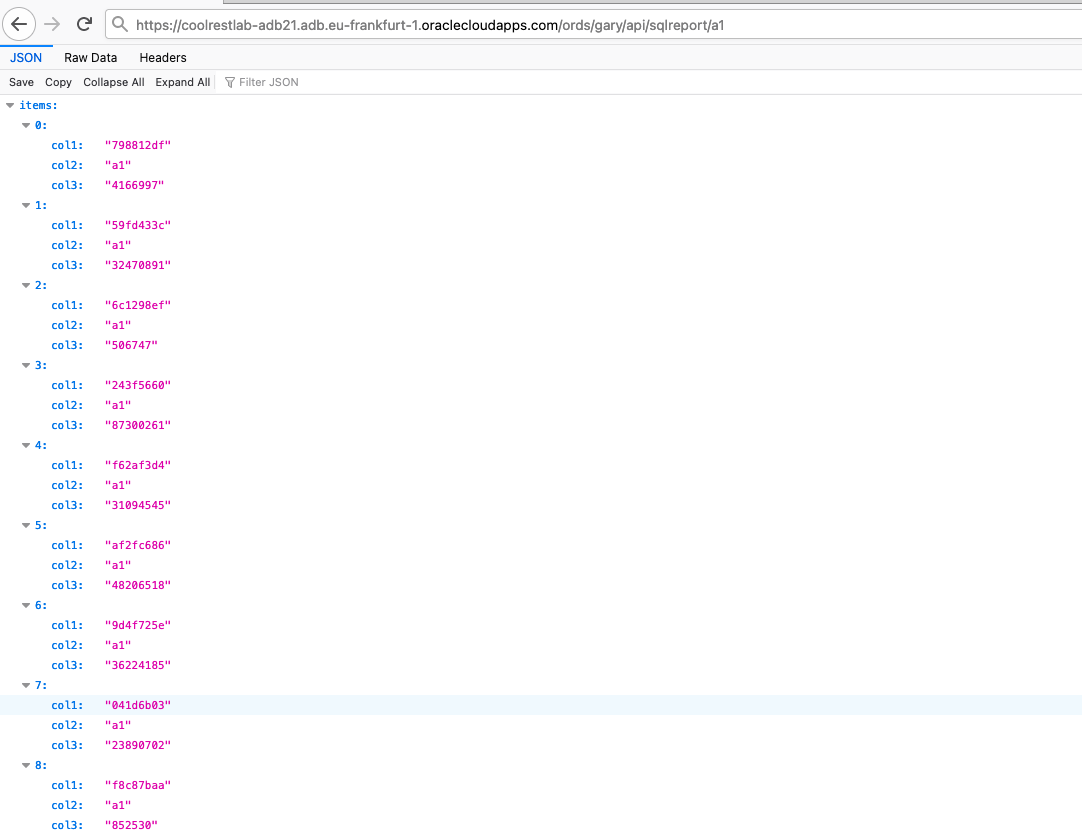 https://coolrestlab-adb21.adb.eu-frankfurt-1.oraclecloudapps.com/ords/gary/api/sqlreport/a1
JSON Raw Data Headers
Save Copy Collapse All Expand All Filter JSON
items:
0:
col1: "798812df"
col2: "a1"
col3: "4166997"
1:
col1: "59fd433c"
col2: "a1"
col3: "32470891"
2:
col1: "6c1298ef"
col2: "a1"
col3: "506747"
3:
col1: "243f5660"
col2: "a1"
col3: "87300261"
4:
col1: "f62af3d4"
col2: "a1"
col3: "31094545"
5:
col1: "af2fc686"
col2: "a1"
col3: "48206518"
6:
col1: "9d4f725e"
col2: "a1"
col3: "36224185"
7:
col1: "041d6b03"
col2: "a1"
col3: "23890702"
8:
col1: "f8c87baa"
col2: "a1"
col3: "852530"